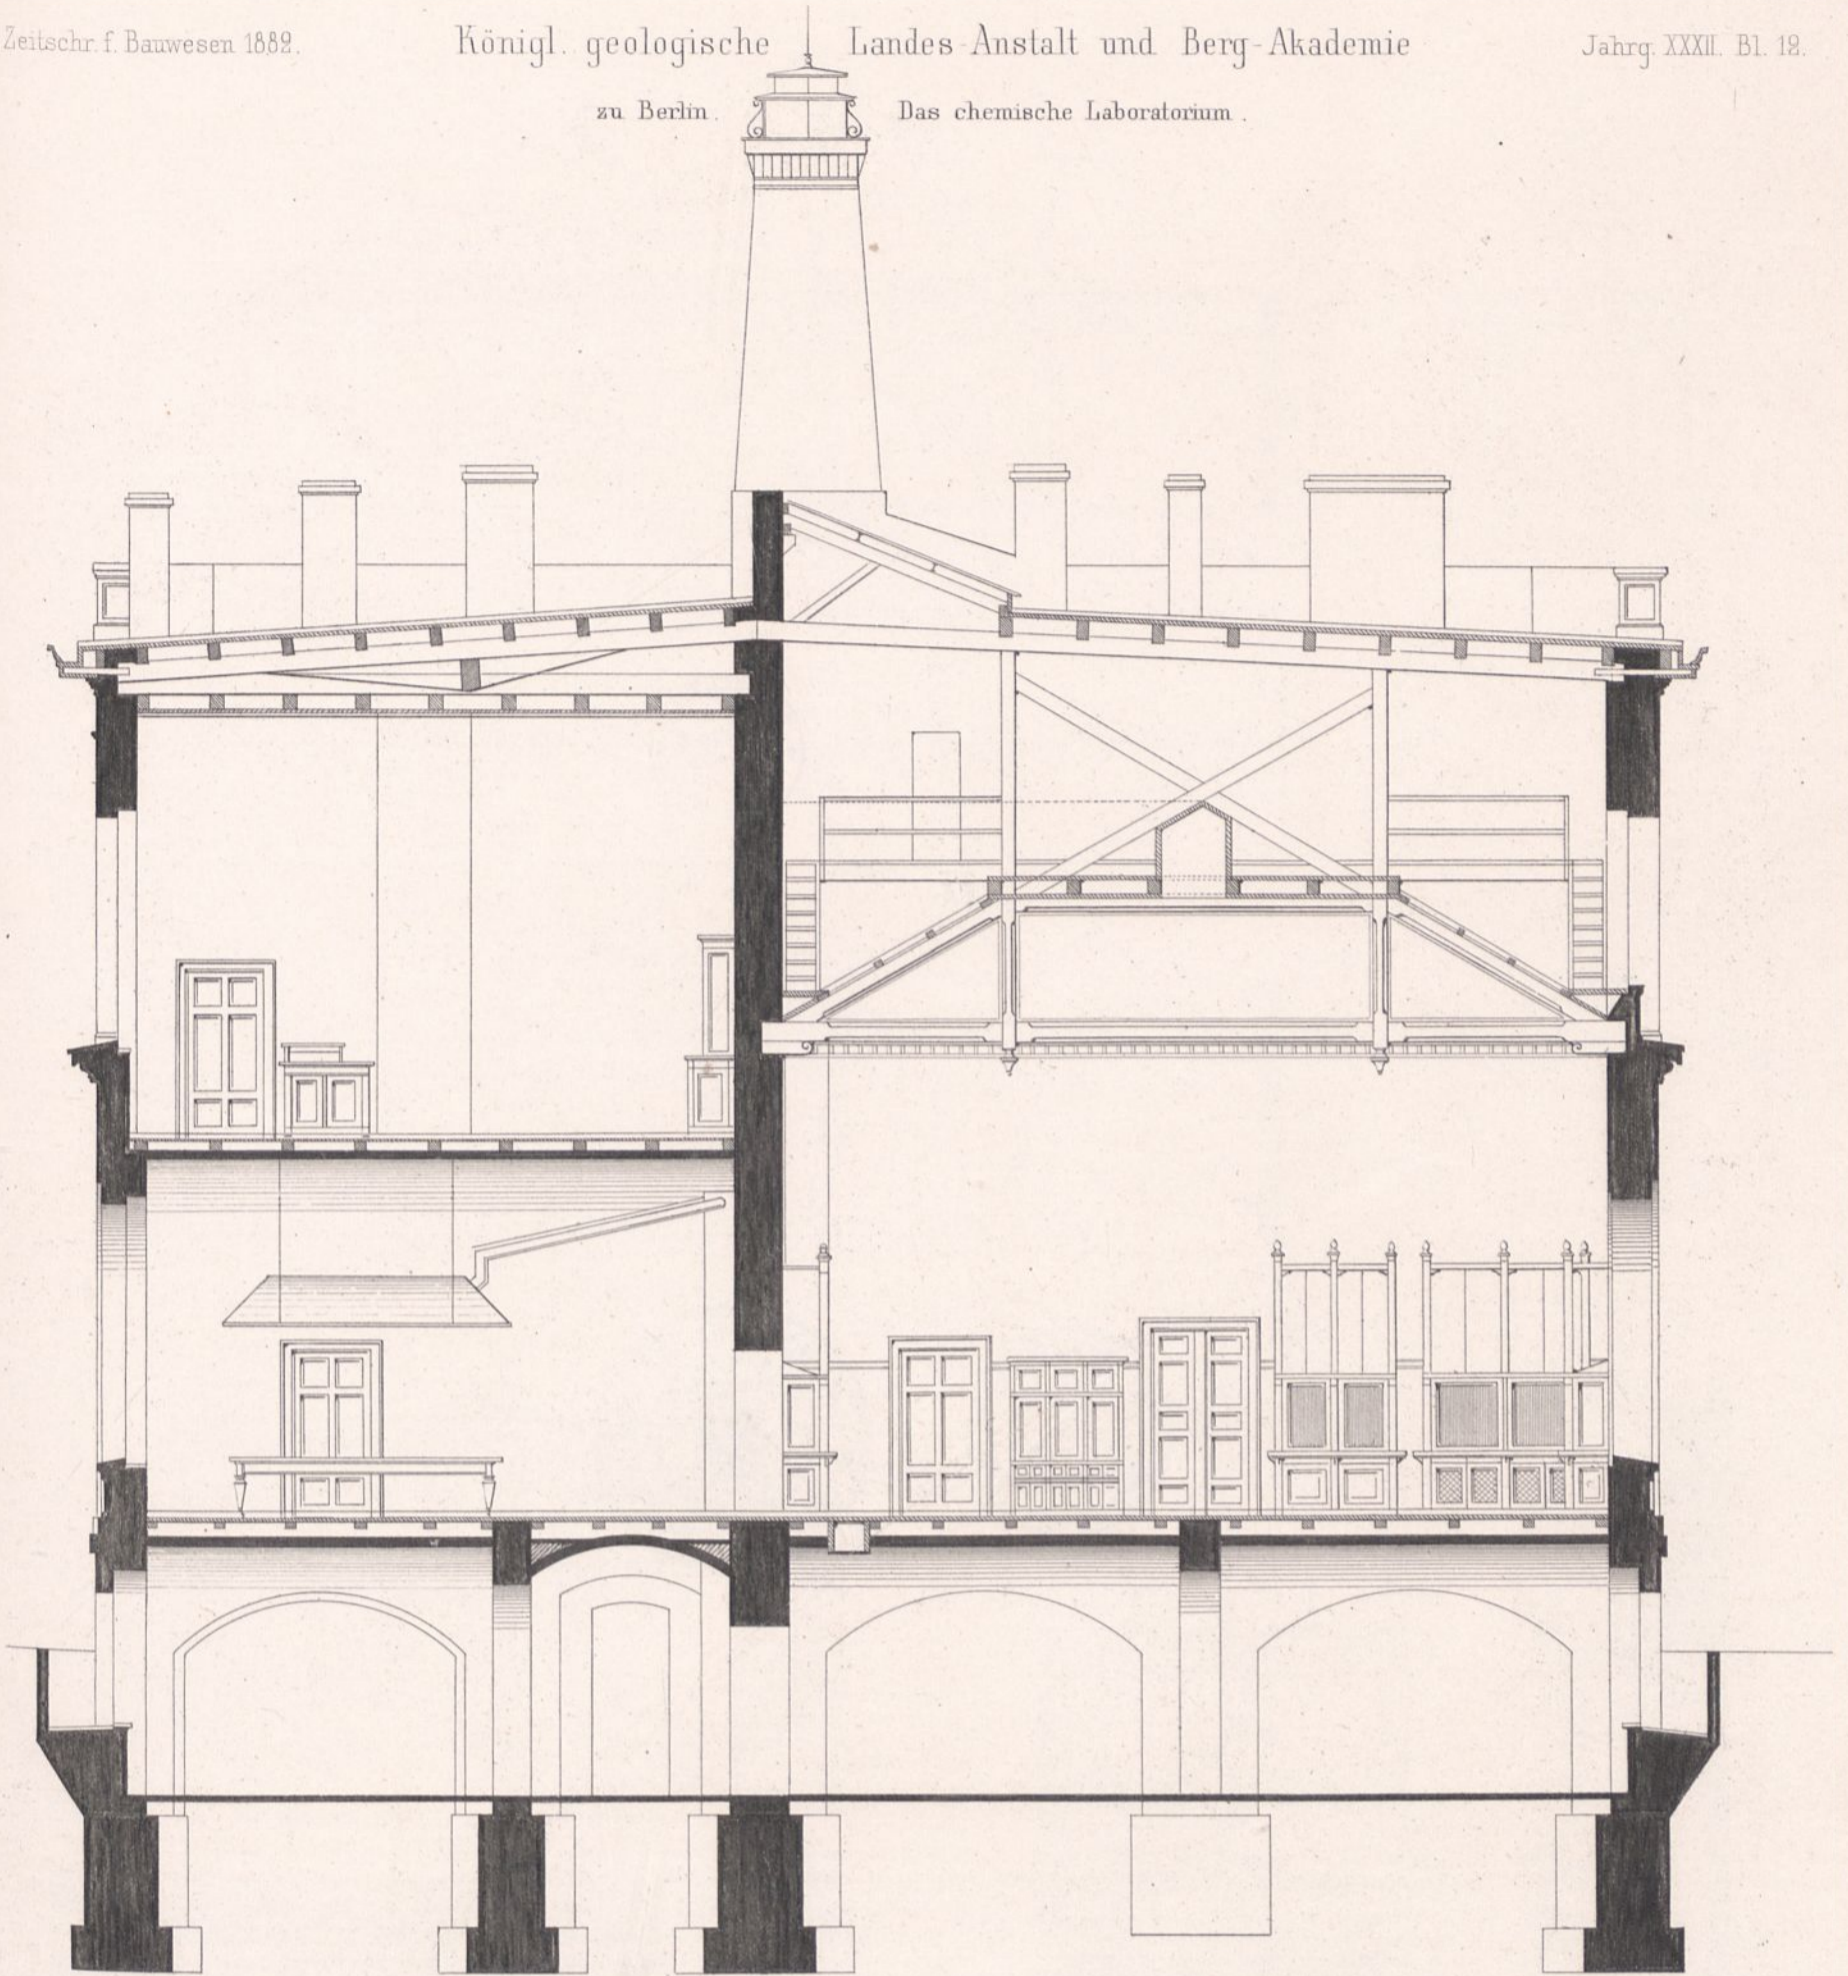 Zeitschr. f. Bauwesen 1882.
Königl. geologische Landes-Anstalt und Berg-Akademie
Jahrg. XXXII. Bl. 12.
zu Berlin. Das chemische Laboratorium.